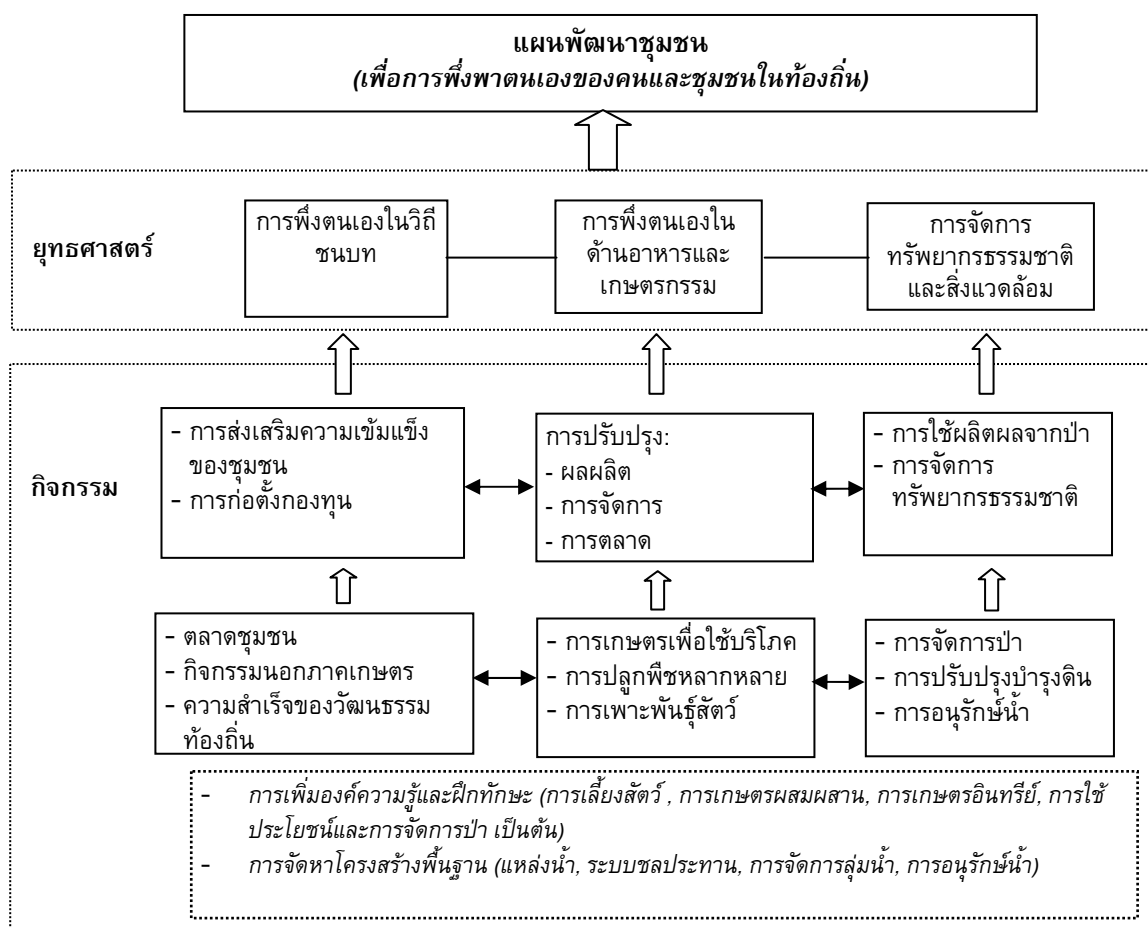 แผนพัฒนาชุมชน
(เพื่อการพึ่งพาตนเองของคนและชุมชนในท้องถิ่น)
ยุทธศาสตร์
การพึ่งตนเองในวิถี
ชนบท
การพึ่งตนเองใน
ด้านอาหารและ
เกษตรกรรม
การจัดการ
ทรัพยากรธรรมชาติ
และสิ่งแวดล้อม
กิจกรรม
- การส่งเสริมความเข้มแข็ง
ของชุมชน
- การก่อตั้งกองทุน
การปรับปรุง:
- ผลผลิต
- การจัดการ
- การตลาด
- การใช้ผลิตผลจากป่า
- การจัดการ
ทรัพยากรธรรมชาติ
- ตลาดชุมชน
- กิจกรรมนอกภาคเกษตร
- ความสำเร็จของวัฒนธรรม
ท้องถิ่น
- การเกษตรเพื่อใช้บริโภค
- การปลูกพืชหลากหลาย
- การเพาะพันธุ์สัตว์
- การจัดการป่า
- การปรับปรุงบำรุงดิน
- การอนุรักษ์น้ำ
- การเพิ่มองค์ความรู้และฝึกทักษะ (การเลี้ยงสัตว์ , การเกษตรผสมผสาน, การเกษตรอินทรีย์, การใช้
ประโยชน์และการจัดการป่า เป็นต้น)
- การจัดหาโครงสร้างพื้นฐาน (แหล่งน้ำ, ระบบชลประทาน, การจัดการลุ่มน้ำ, การอนุรักษ์น้ำ)